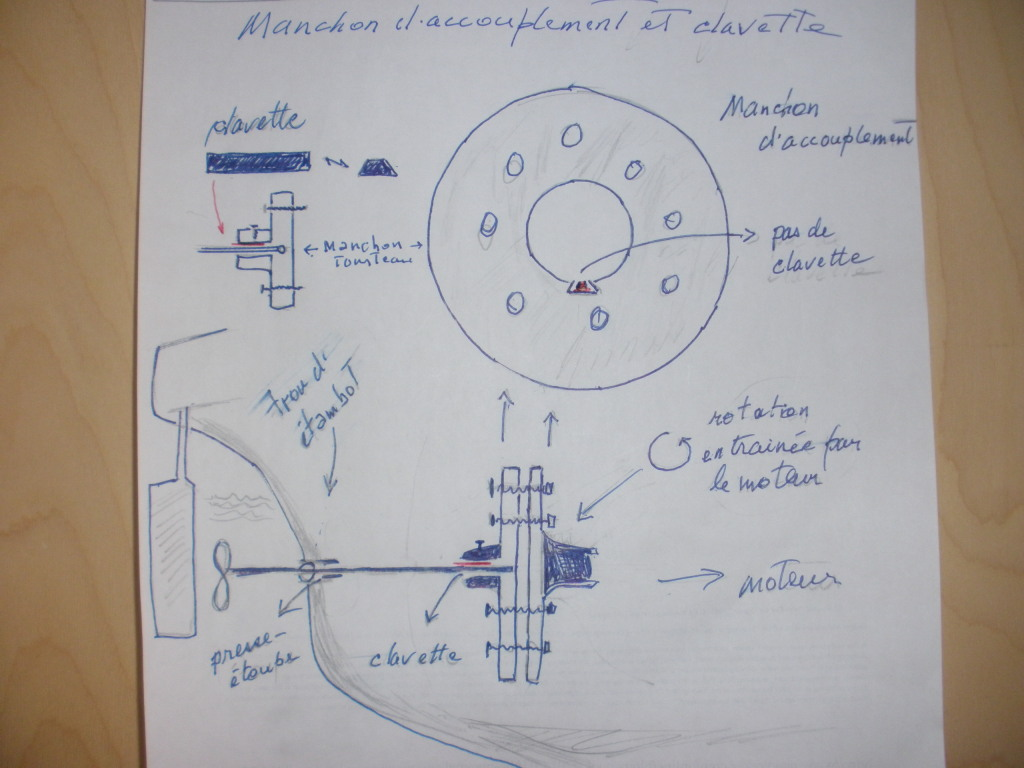 Manchon d'accouplement et clavette
clavette
Manchon
d'accouplement
Manchon
Tourteau
pas de
clavette
Trou d'
étambot
rotation
entrainée par
le moteur
moteur
presse-
étoupe
clavette